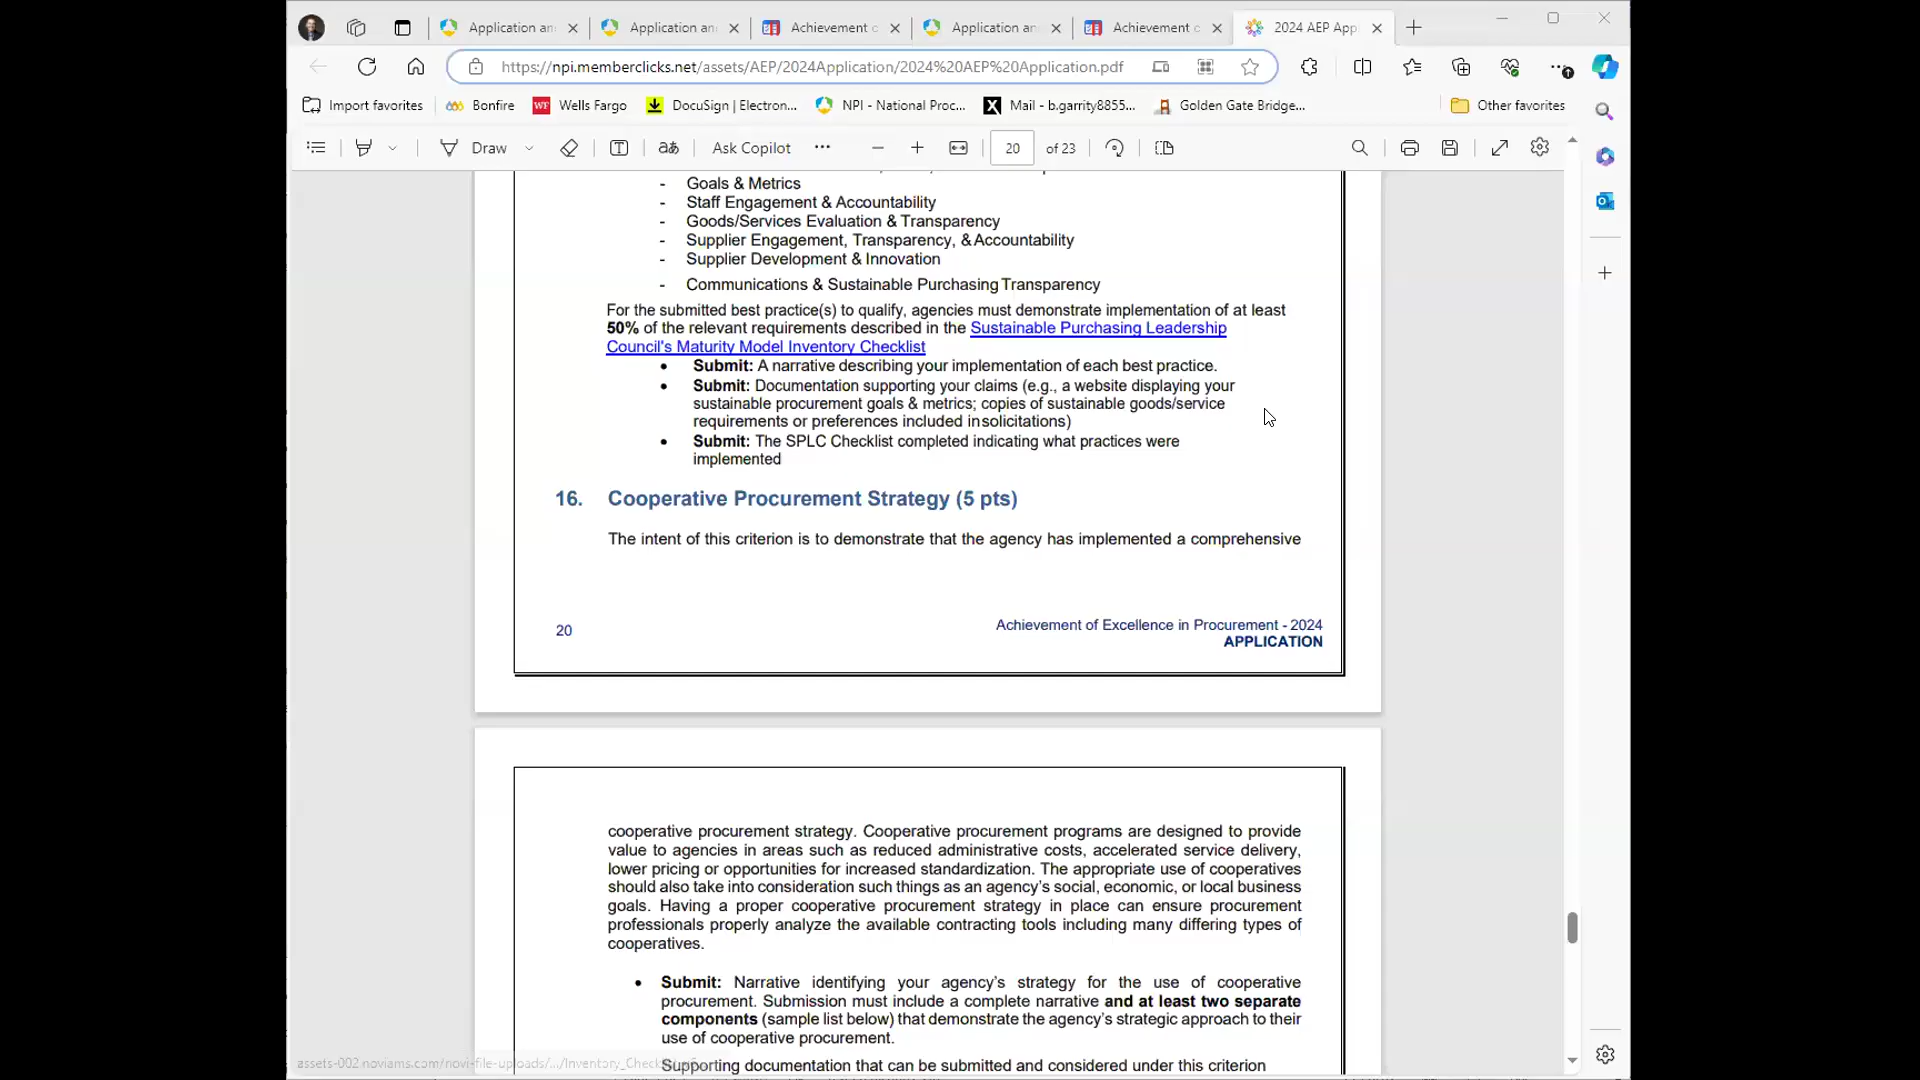 Application an
Application an
Achievement c
Application an
Achievement c
2024 AEP App
https://npi.memberclicks.net/assets/AEP/2024Application/2024%20AEP%20Application.pdf
Import favorites
Bonfire
WF Wells Fargo
DocuSign | Electron...
NPI - National Proc...
X Mail - b.garrity8855...
Golden Gate Bridge...
Other favorites
Draw
Ask Copilot
20 of 23
- Goals & Metrics
- Staff Engagement & Accountability
- Goods/Services Evaluation & Transparency
- Supplier Engagement, Transparency, & Accountability
- Supplier Development & Innovation
- Communications & Sustainable Purchasing Transparency
For the submitted best practice(s) to qualify, agencies must demonstrate implementation of at least
50% of the relevant requirements described in the Sustainable Purchasing Leadership
Council's Maturity Model Inventory Checklist
• Submit: A narrative describing your implementation of each best practice.
• Submit: Documentation supporting your claims (e.g., a website displaying your
sustainable procurement goals & metrics; copies of sustainable goods/service
requirements or preferences included in solicitations)
• Submit: The SPLC Checklist completed indicating what practices were
implemented
16. Cooperative Procurement Strategy (5 pts)
The intent of this criterion is to demonstrate that the agency has implemented a comprehensive
20
Achievement of Excellence in Procurement - 2024
APPLICATION
cooperative procurement strategy. Cooperative procurement programs are designed to provide
value to agencies in areas such as reduced administrative costs, accelerated service delivery,
lower pricing or opportunities for increased standardization. The appropriate use of cooperatives
should also take into consideration such things as an agency's social, economic, or local business
goals. Having a proper cooperative procurement strategy in place can ensure procurement
professionals properly analyze the available contracting tools including many differing types of
cooperatives.
• Submit: Narrative identifying your agency's strategy for the use of cooperative
procurement. Submission must include a complete narrative and at least two separate
components (sample list below) that demonstrate the agency's strategic approach to their
use of cooperative procurement.
Supporting documentation that can be submitted and considered under this criterion
assets-002.noviams.com/novi-file-uploads/.../Inventory_Check